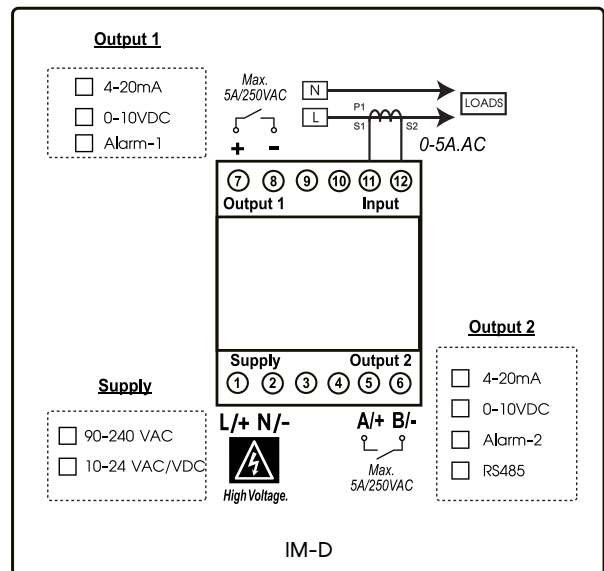 Output 1
4-20mA
0-10VDC
Alarm-1
Max.
5A/250VAC
N
L
P1
S1
S2
LOADS
0-5A.AC
+ -
7 8 9 10 11 12
Output 1 Input
Supply Output 2
1 2 3 4 5 6
L/+ N/- A/+ B/-
High Voltage.
Max.
5A/250VAC
Supply
90-240 VAC
10-24 VAC/VDC
Output 2
4-20mA
0-10VDC
Alarm-2
RS485
IM-D